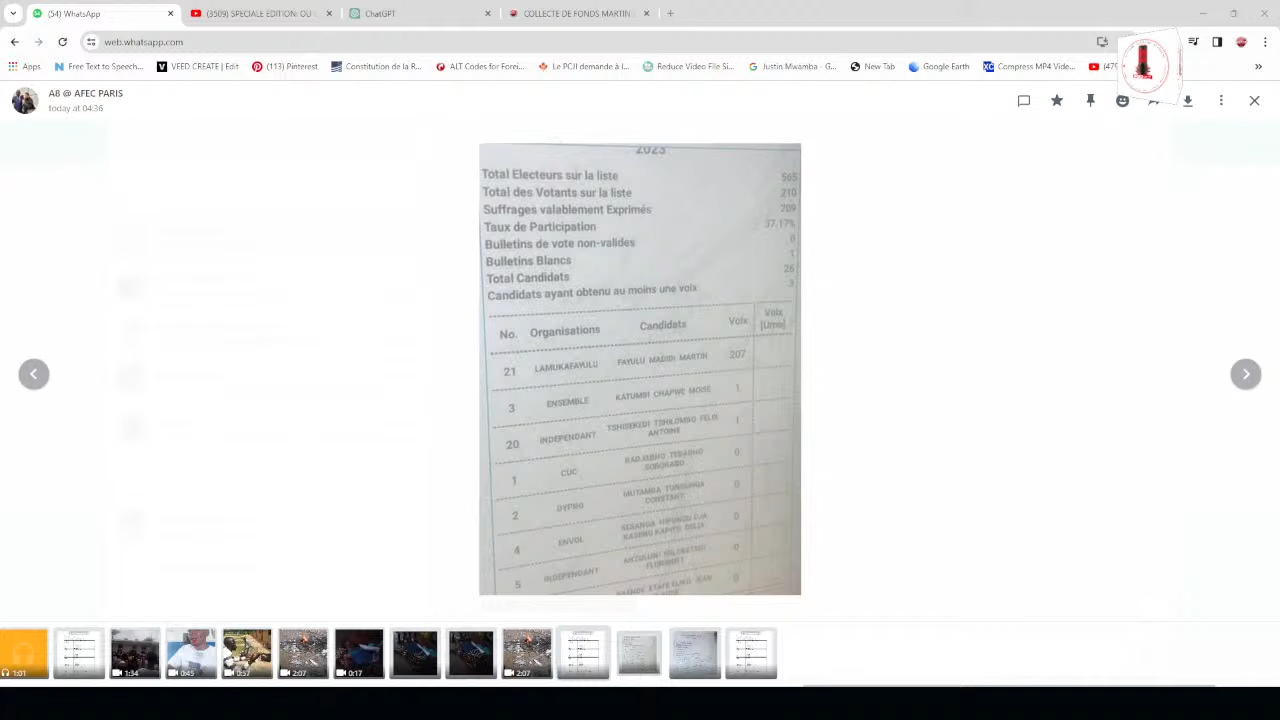 (54) WhatsApp
(3509) SPECIALE EDITION: OU
ChatGPT
COLLECTE DE FONDS MARTIN
web.whatsapp.com
Apps
Free Text to Speech...
VEED CREATE | Edit
(113) Pinterest
Constitution de la R...
ALT Codes for Forei...
Le PCJI demande à l...
Reduce Video File Si...
Justin Mwamba - G...
New Tab
Google Earth
Compress MP4 Vide...
A8 @ AFEC PARIS
today at 04:36
2023
Total Electeurs sur la liste 565
Total des Votants sur la liste 210
Suffrages valablement Exprimés 209
Taux de Participation 37.17%
Bulletins de vote non-valides 0
Bulletins Blancs 1
Total Candidats 26
Candidats ayant obtenu au moins une voix 3
No. Organisations Candidats Voix Voix
21 LAMUKAFAYULU FAYULU MADIDI MARTIN 207
3 ENSEMBLE KATUMBI CHAPWE MOISE 1
20 INDEPENDANT TSHISEKEDI TSHILOMBO FELIX 1
ANTOINE
1 CUC 0
2 DYPRO 0
CONSTANT
4 ENVOL 0
5 INDEPENDANT 0
0
1:01
1:34
0:45
0:57
2:07
0:17
2:07